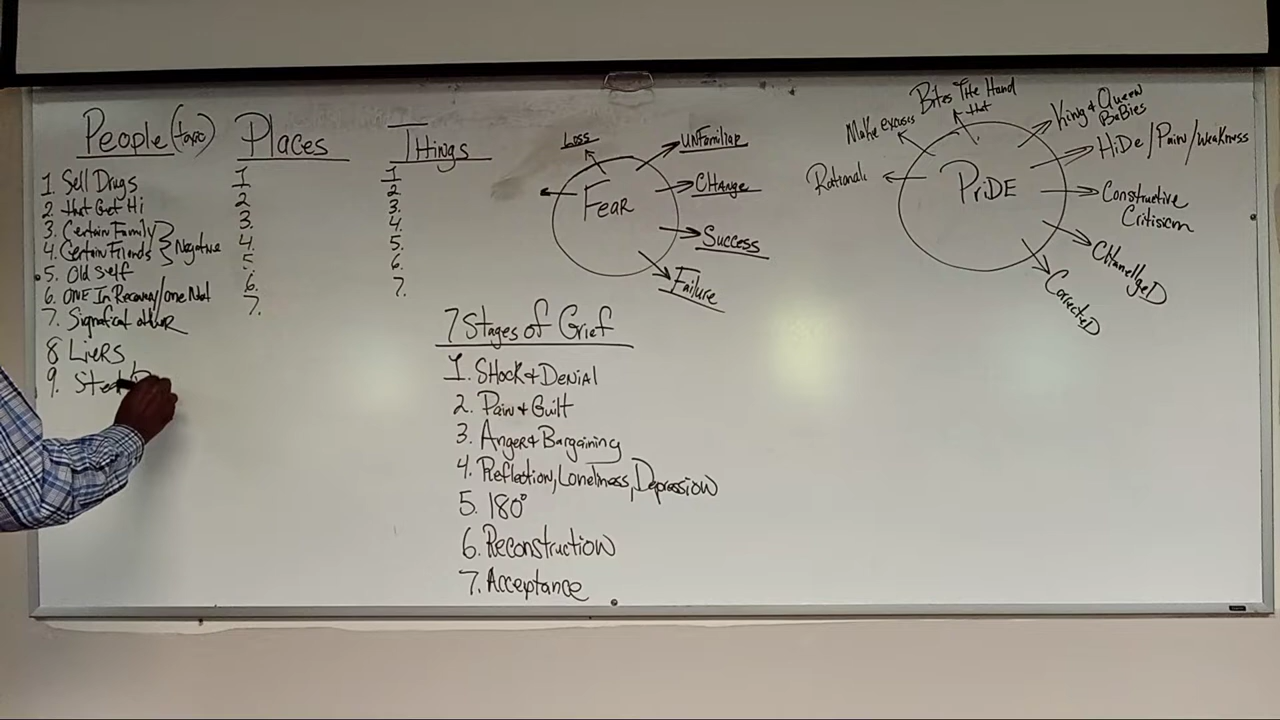 People (toxic)
1. Sell Drugs
2. that Get Hi
3. Certain Family
4. Certain Friends
Negative
5. Old Self
6. ONE In Recovery/one Not
7. Significat other
8 Liers
9.
Places
1
2
3.
4.
5.
6.
7.
Things
1
2
3.
4.
5.
6.
7.
Fear
Loss
UNFamiliar
CHange
Success
Failure
7 Stages of Grief
1. SHock & DeNial
2. Pain & Guilt
3. Anger & Bargaining
4. Reflection, Loneliness, Depression
5. 180°
6. Reconstruction
7. Acceptance
PriDE
Rational
Make excuses
Bites The Hand
that
King & Queen
Babies
HiDe / Pain / Weakness
Constructive
Critisism
CorrecteD